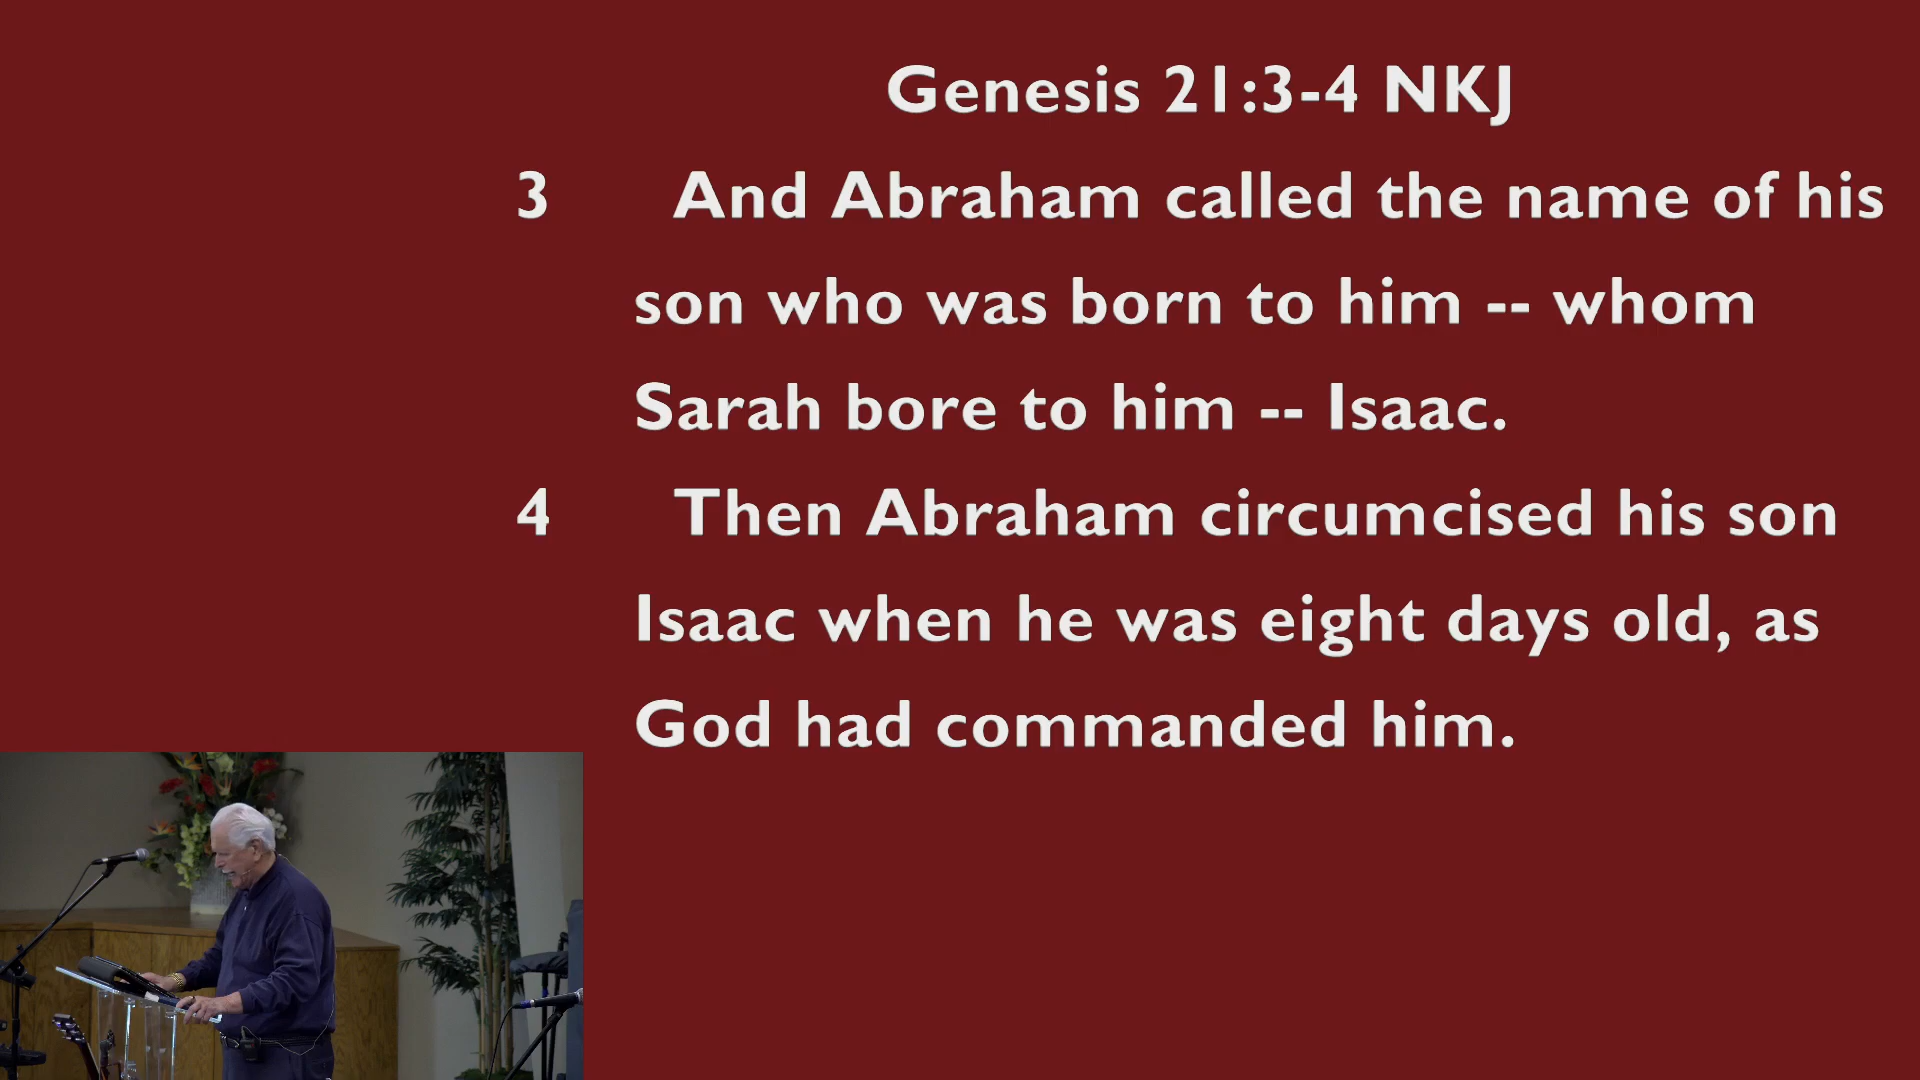 Genesis 21:3-4 NKJ
3 And Abraham called the name of his
son who was born to him -- whom
Sarah bore to him -- Isaac.
4 Then Abraham circumcised his son
Isaac when he was eight days old, as
God had commanded him.